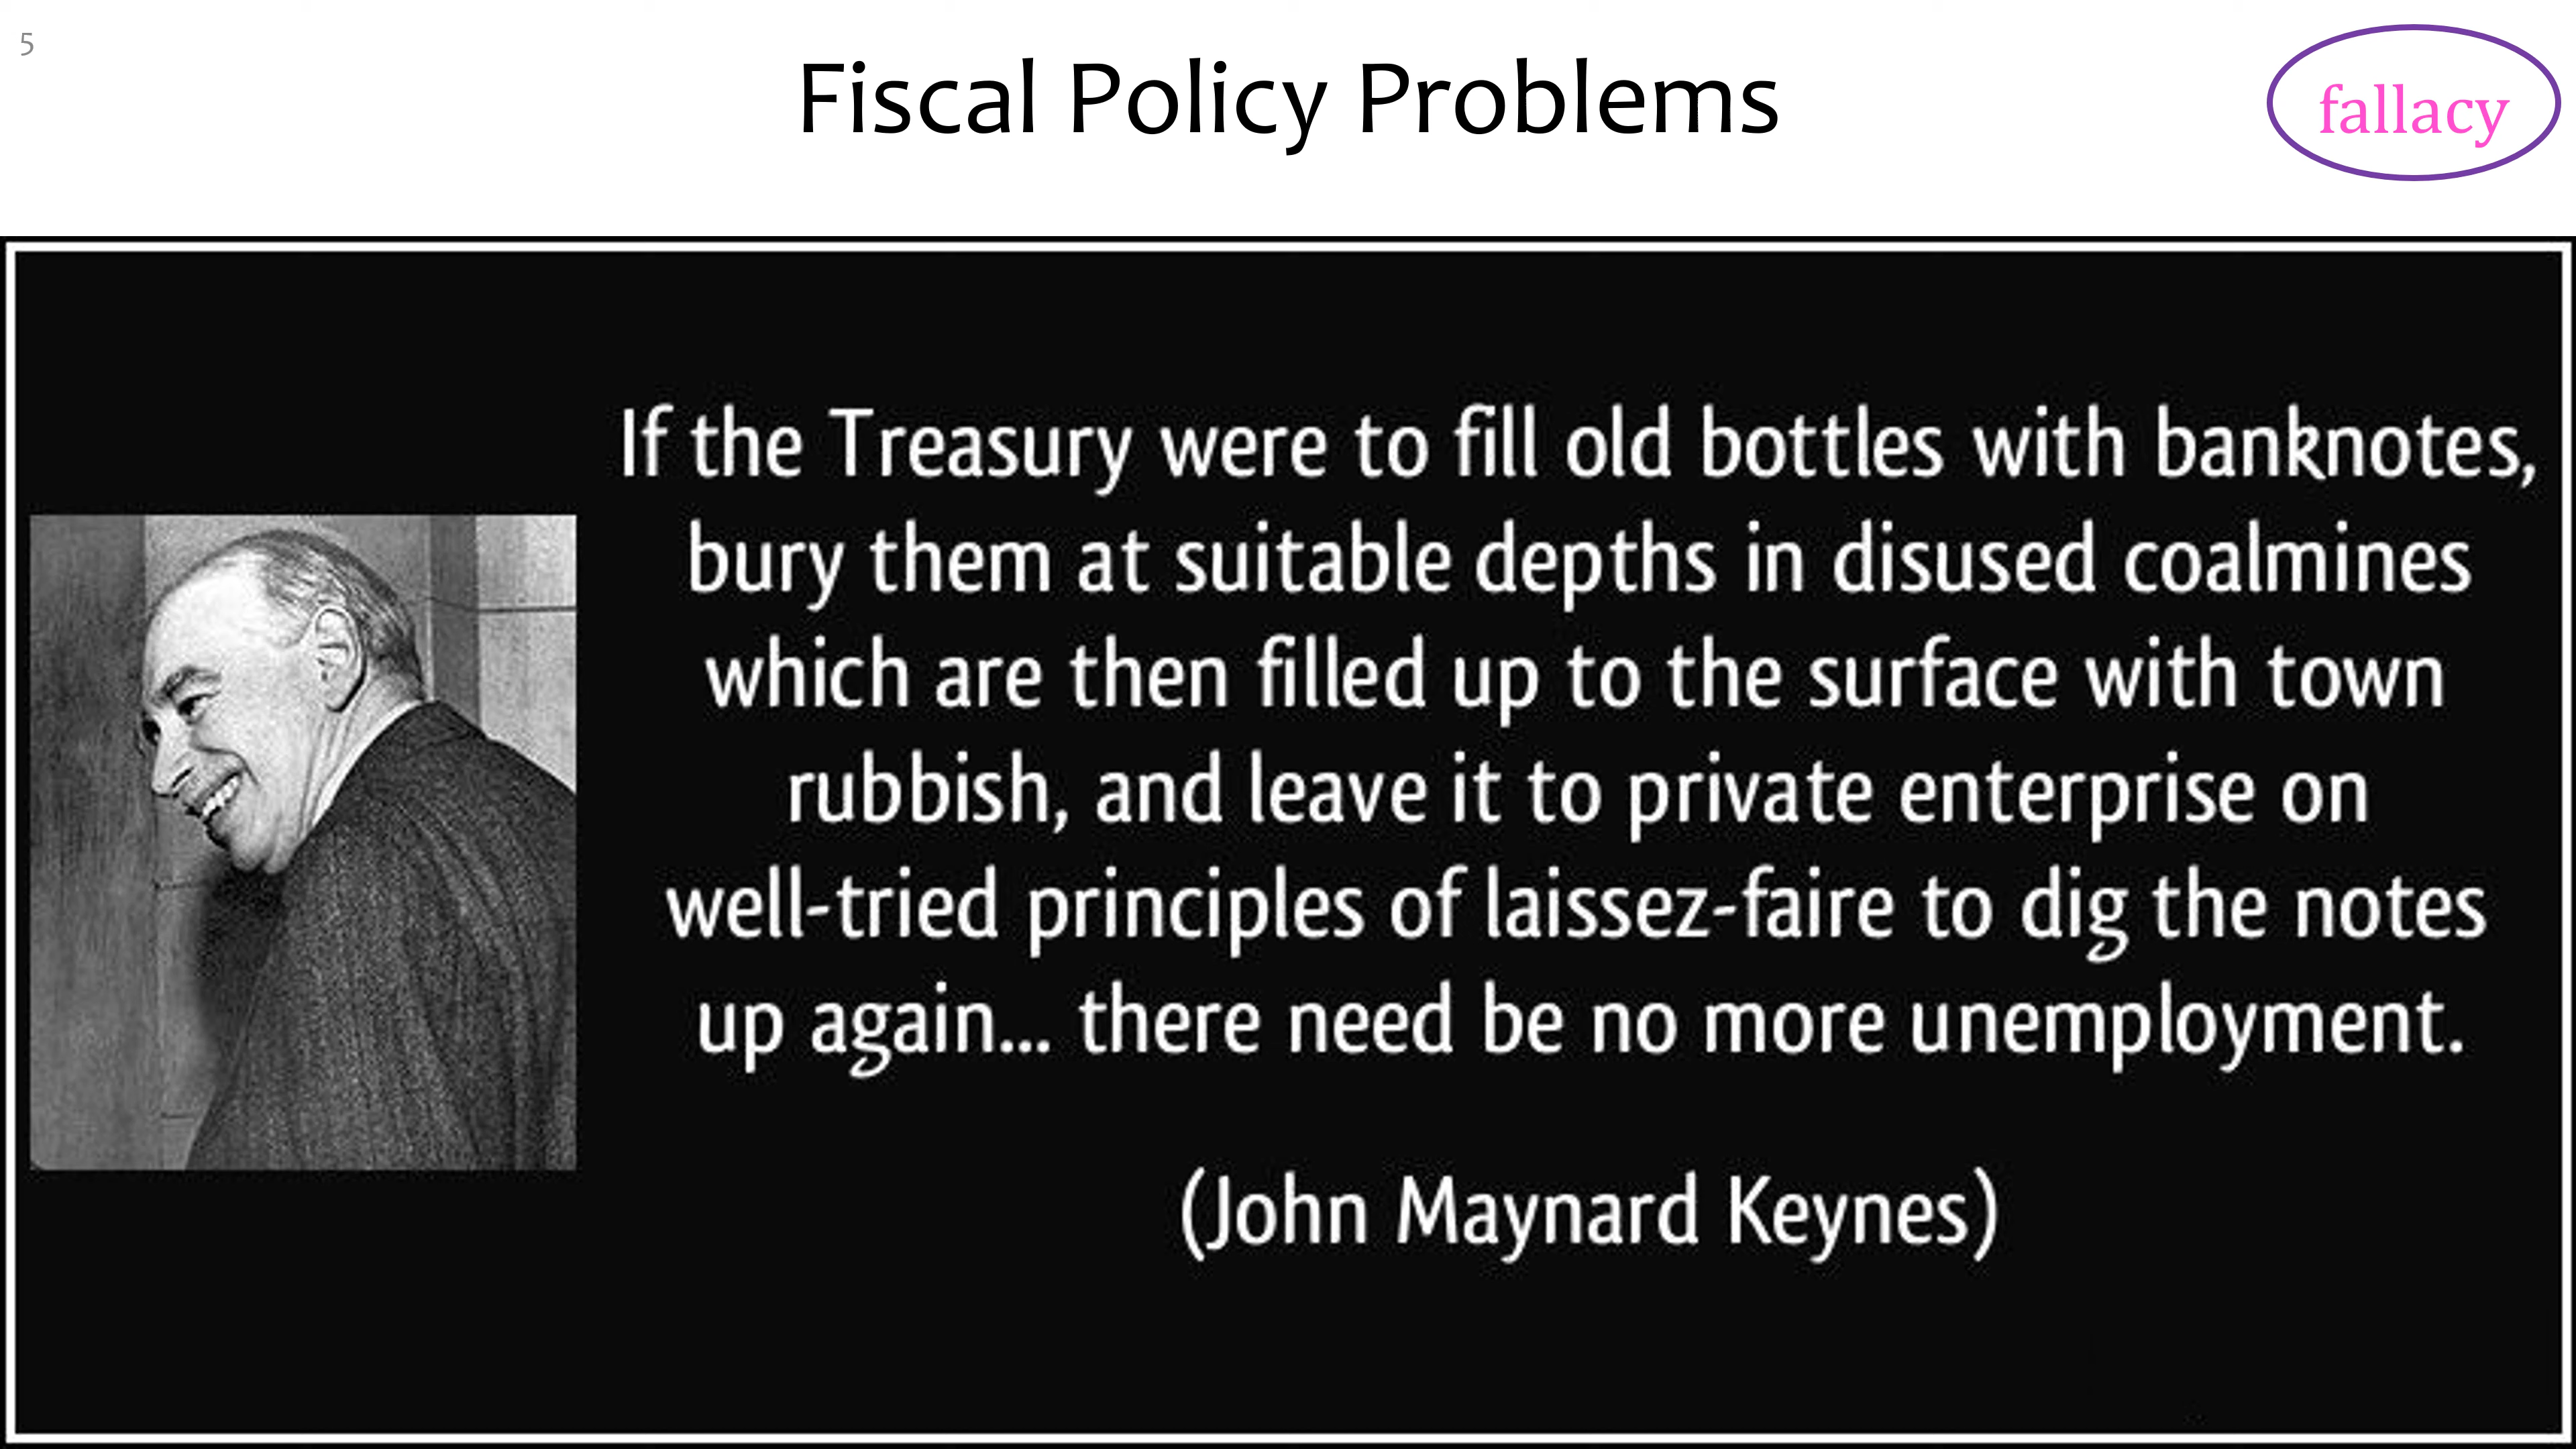 5
Fiscal Policy Problems
fallacy
If the Treasury were to fill old bottles with banknotes,
bury them at suitable depths in disused coalmines
which are then filled up to the surface with town
rubbish, and leave it to private enterprise on
well-tried principles of laissez-faire to dig the notes
up again... there need be no more unemployment.
(John Maynard Keynes)